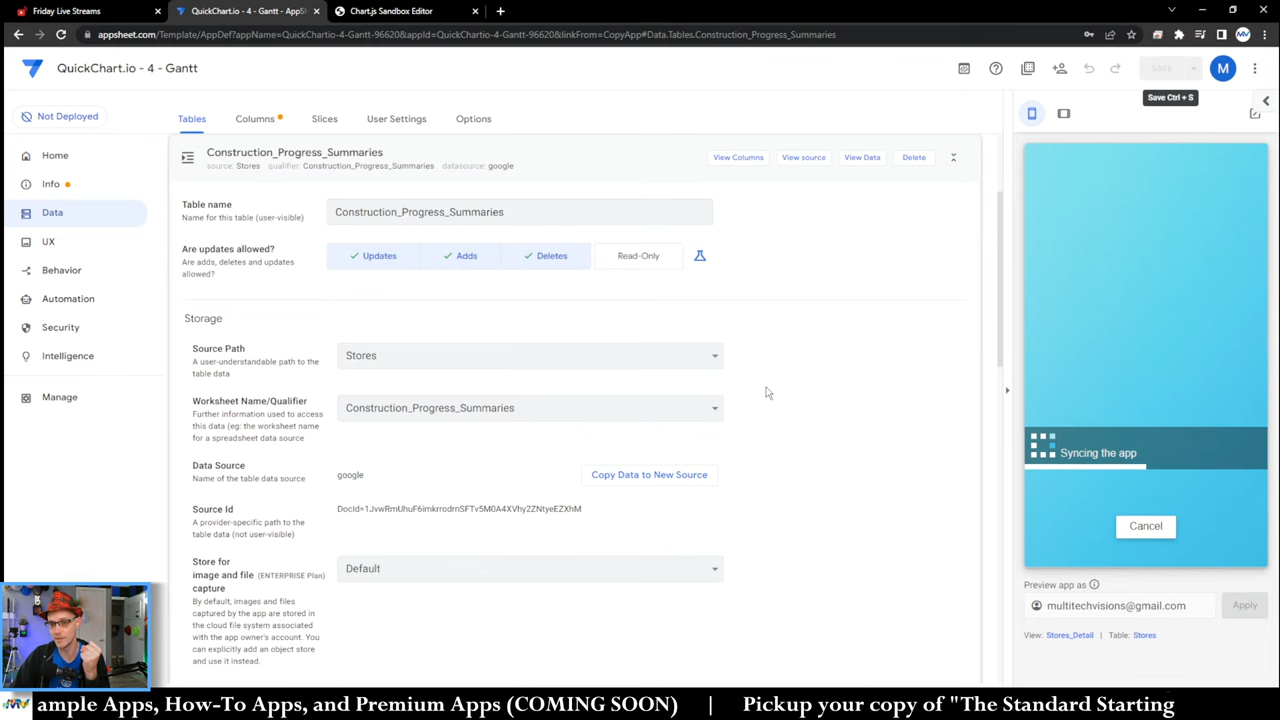 Friday Live Streams
QuickChart.io - 4 - Gantt - AppSh
Chart.js Sandbox Editor
appsheet.com/Template/AppDef?appName=QuickChartio-4-Gantt-96620&appId=QuickChartio-4-Gantt-96620&linkFrom=CopyApp#Data.Tables.Construction_Progress_Summaries
QuickChart.io - 4 - Gantt
SAVE
M
Save Ctrl + S
Not Deployed
Tables
Columns
Slices
User Settings
Options
Home
Info
Data
UX
Behavior
Automation
Security
Intelligence
Manage
Construction_Progress_Summaries
source: Stores qualifier: Construction_Progress_Summaries datasource: google
View Columns
View source
View Data
Delete
Table name
Name for this table (user-visible)
Construction_Progress_Summaries
Are updates allowed?
Are adds, deletes and updates
allowed?
Updates
Adds
Deletes
Read-Only
Storage
Source Path
A user-understandable path to the
table data
Stores
Worksheet Name/Qualifier
Further information used to access
this data (eg: the worksheet name
for a spreadsheet data source
Construction_Progress_Summaries
Data Source
Name of the table data source
google
Copy Data to New Source
Source Id
A provider-specific path to the
table data (not user-visible)
DocId=1JvwRmUhuF6imkrrodrnSFTv5M0A4XVhy2ZNtyeEZXhM
Store for
image and file (ENTERPRISE Plan)
capture
By default, images and files
captured by the app are stored in
the cloud file system associated
with the app owner's account. You
can explicitly add an object store
and use it instead.
Default
Syncing the app
Cancel
Preview app as
multitechvisions@gmail.com
Apply
View: Stores_Detail | Table: Stores
ample Apps, How-To Apps, and Premium Apps (COMING SOON) | Pickup your copy of "The Standard Starting